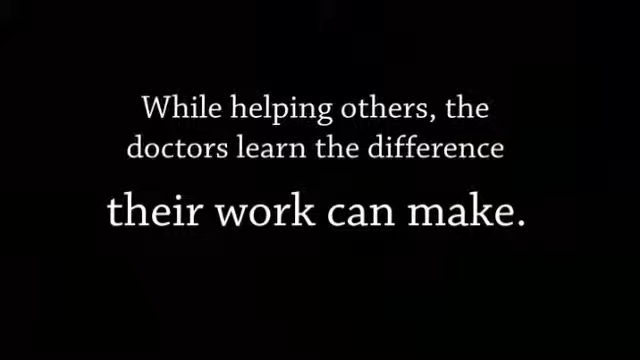 While helping others, the
doctors learn the difference
their work can make.